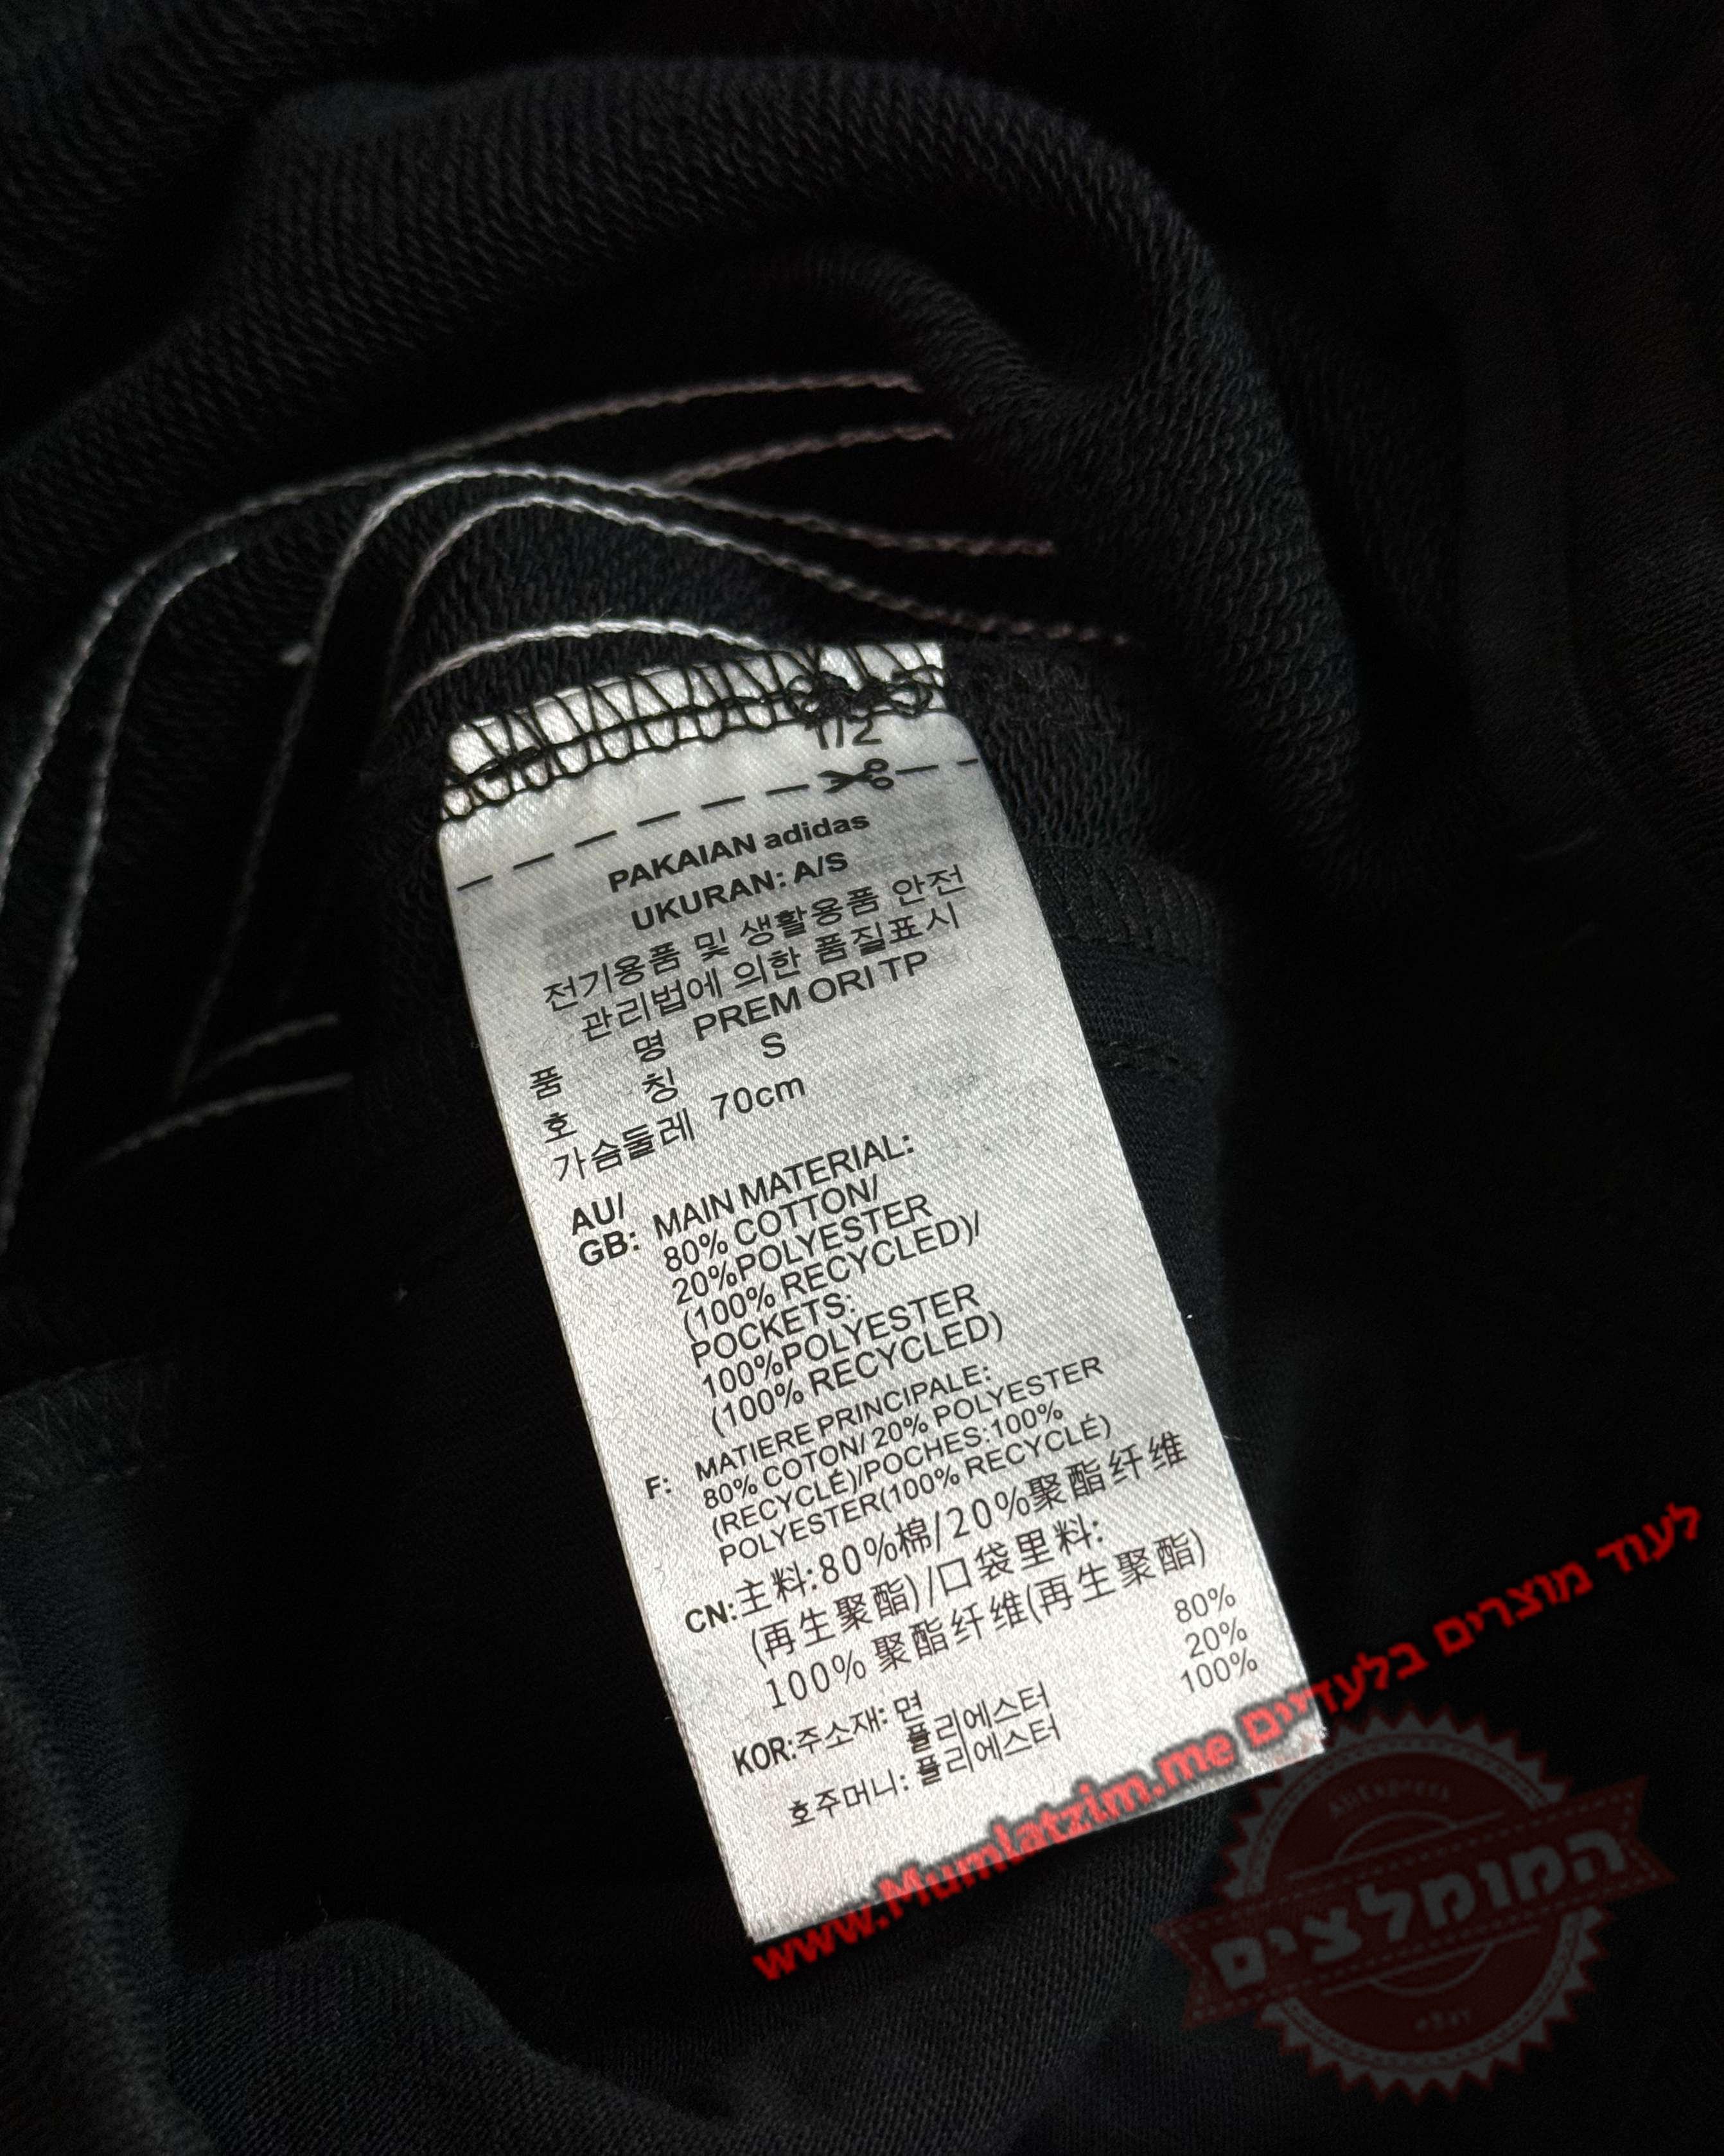 1/2
PAKAIAN adidas
UKURAN: A/S
전기용품 및 생활용품 안전
관리법에 의한 품질표시
품 명 PREM ORI TP
호 칭 S
가슴둘레 70cm
AU/
GB: MAIN MATERIAL:
80% COTTON/
20%POLYESTER
(100% RECYCLED)/
POCKETS:
100%POLYESTER
(100% RECYCLED)
F: MATIERE PRINCIPALE:
80% COTON/ 20% POLYESTER
(RECYCLÉ)/POCHES:100%
POLYESTER(100% RECYCLÉ)
CN:主料:80%棉/20%聚酯纤维
(再生聚酯)/口袋里料:
100%聚酯纤维(再生聚酯)
KOR:주소재: 면 80%
폴리에스터 20%
호주머니: 폴리에스터 100%
www.Mumlatzim.me לעוד מוצרים בלעדיים
AliExpress
המומלצים
eBay